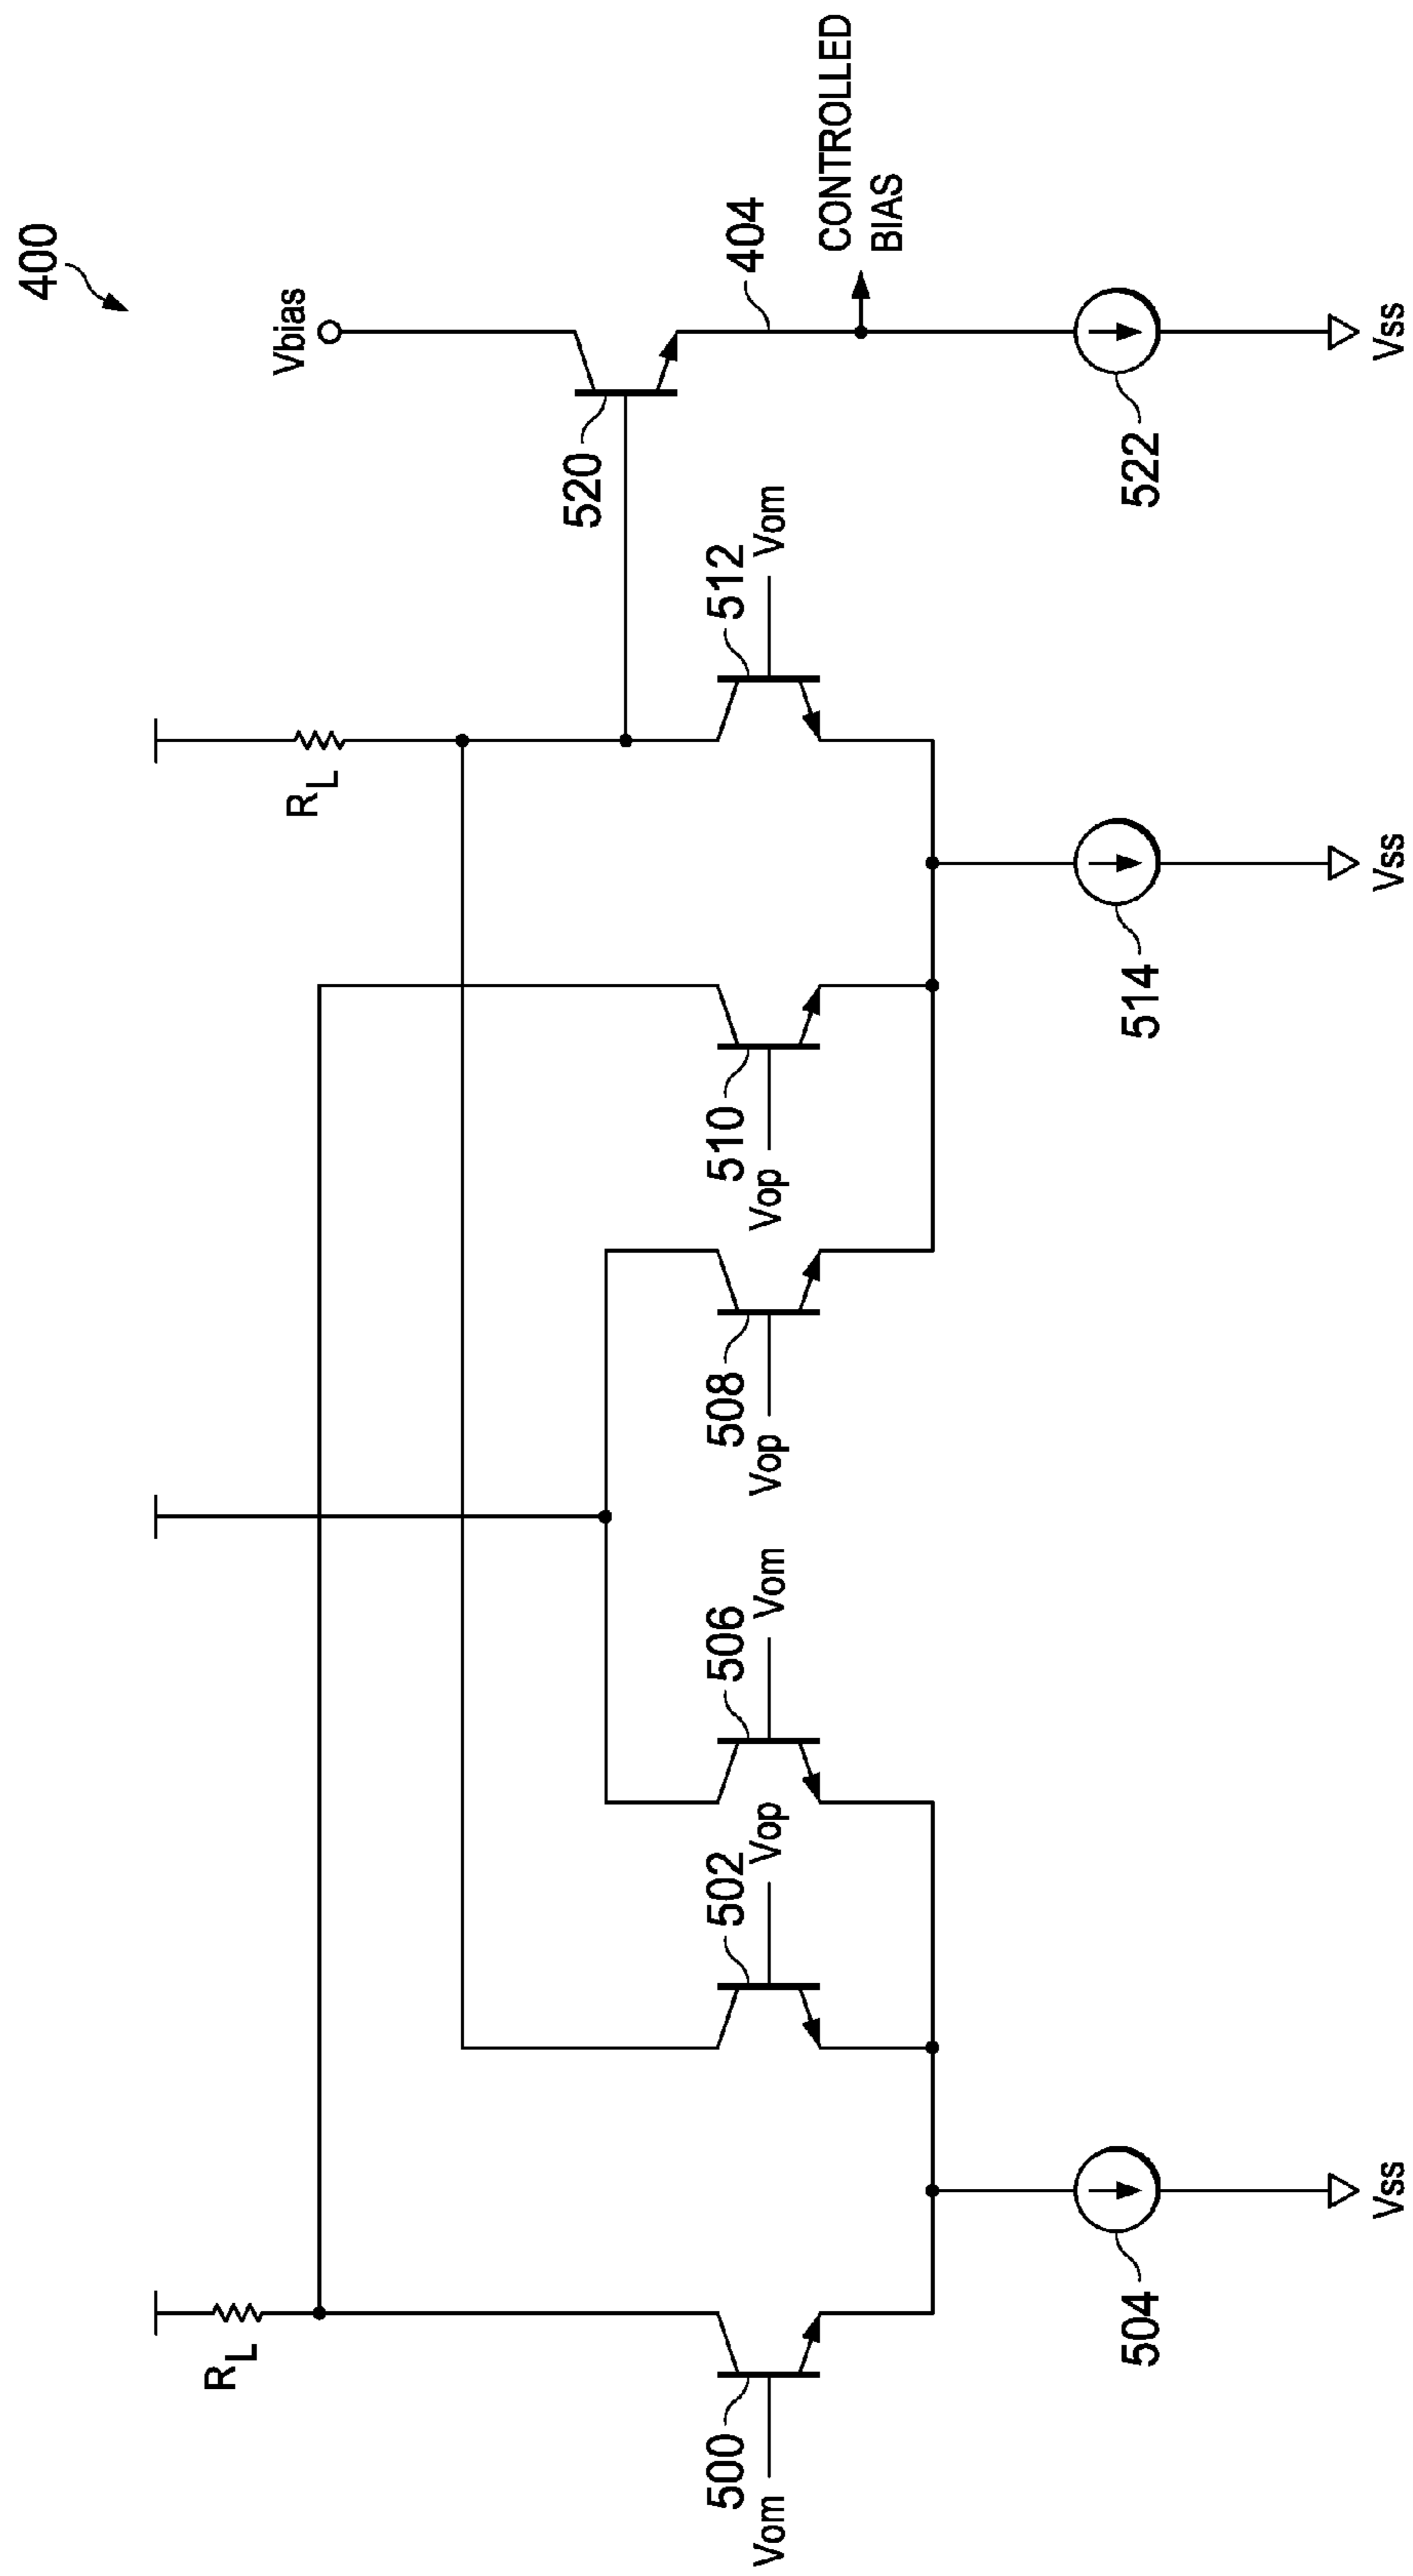 400
Vbias
CONTROLLED
BIAS
404
520
522
Vss
RL
512
Vom
514
Vss
510
Vop
508
Vop
506
Vom
502
Vop
504
Vss
RL
500
Vom